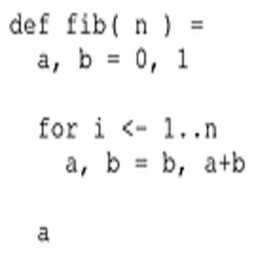 def fib( n ) =
  a, b = 0, 1

  for i <- 1..n
    a, b = b, a+b

  a